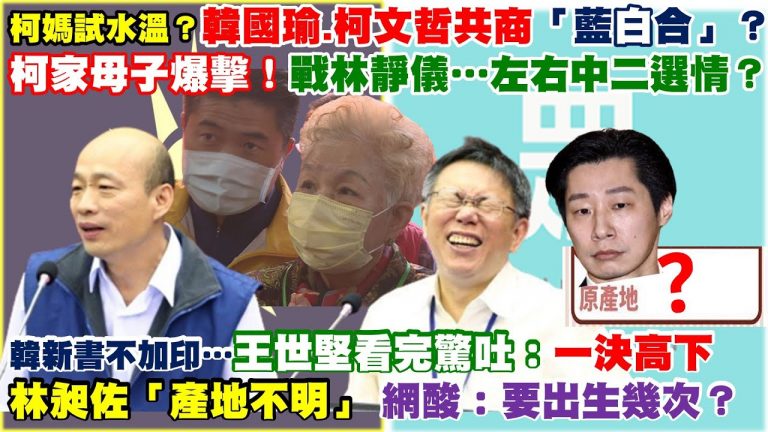 柯媽試水溫？韓國瑜.柯文哲共商「藍白合」？
柯家母子爆擊！戰林靜儀…左右中二選情？
原產地
？
韓新書不加印…王世堅看完驚吐：一決高下
林昶佐「產地不明」 網酸：要出生幾次？